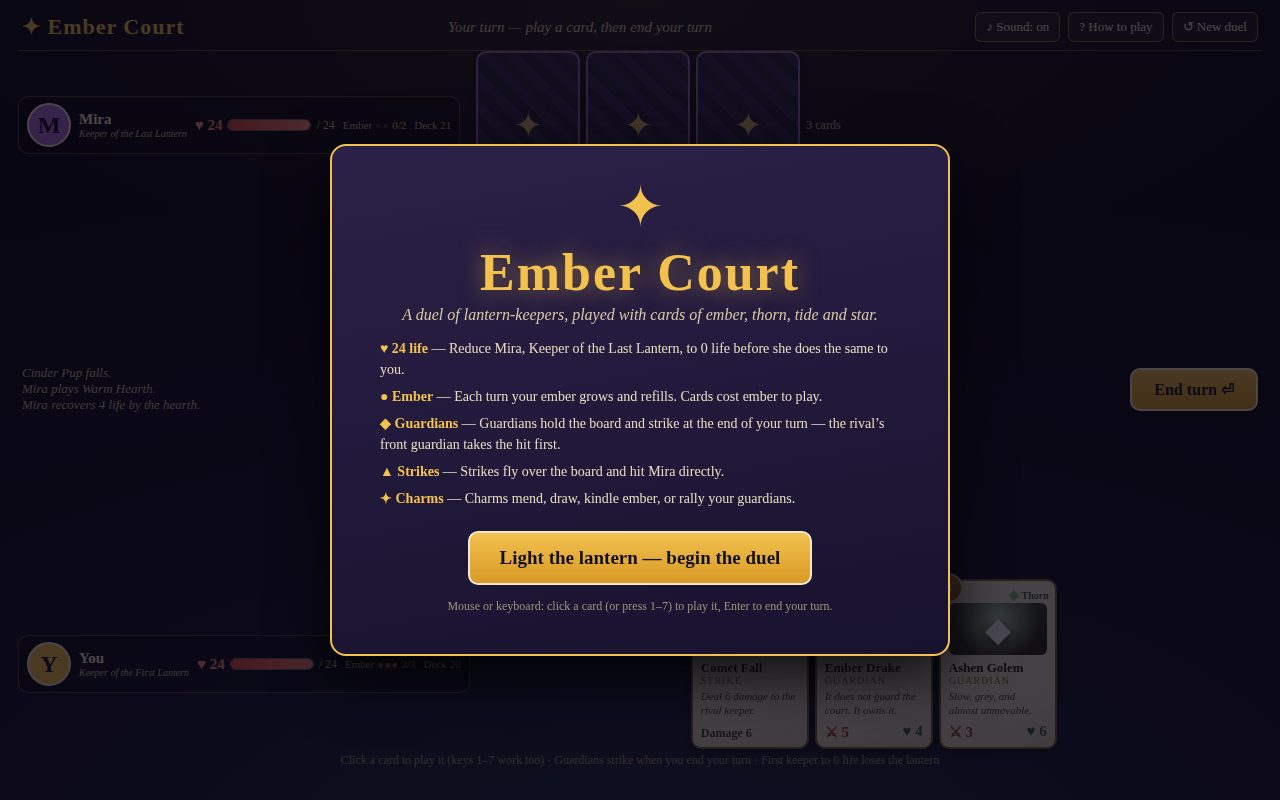 ✦ Ember Court
Your turn — play a card, then end your turn
♪ Sound: on
? How to play
↺ New duel
M
Mira
Keeper of the Last Lantern
♥ 24
/ 24
Ember
0/2
Deck 21
3 cards
Ember Court
A duel of lantern-keepers, played with cards of ember, thorn, tide and star.
♥ 24 life — Reduce Mira, Keeper of the Last Lantern, to 0 life before she does the same to
you.
● Ember — Each turn your ember grows and refills. Cards cost ember to play.
◆ Guardians — Guardians hold the board and strike at the end of your turn — the rival’s
front guardian takes the hit first.
▲ Strikes — Strikes fly over the board and hit Mira directly.
✦ Charms — Charms mend, draw, kindle ember, or rally your guardians.
Light the lantern — begin the duel
Mouse or keyboard: click a card (or press 1–7) to play it, Enter to end your turn.
Cinder Pup falls.
Mira plays Warm Hearth.
Mira recovers 4 life by the hearth.
End turn ⏎
Y
You
Keeper of the First Lantern
♥ 24
/ 24
Ember
3/3
Deck 20
Comet Fall
STRIKE
Deal 6 damage to the
rival keeper.
Damage 6
Ember Drake
GUARDIAN
It does not guard the
court. It owns it.
⚔ 5
♥ 4
◆ Thorn
Ashen Golem
GUARDIAN
Slow, grey, and
almost unmovable.
⚔ 3
♥ 6
Click a card to play it (keys 1–7 work too) · Guardians strike when you end your turn · First keeper to 0 life loses the lantern